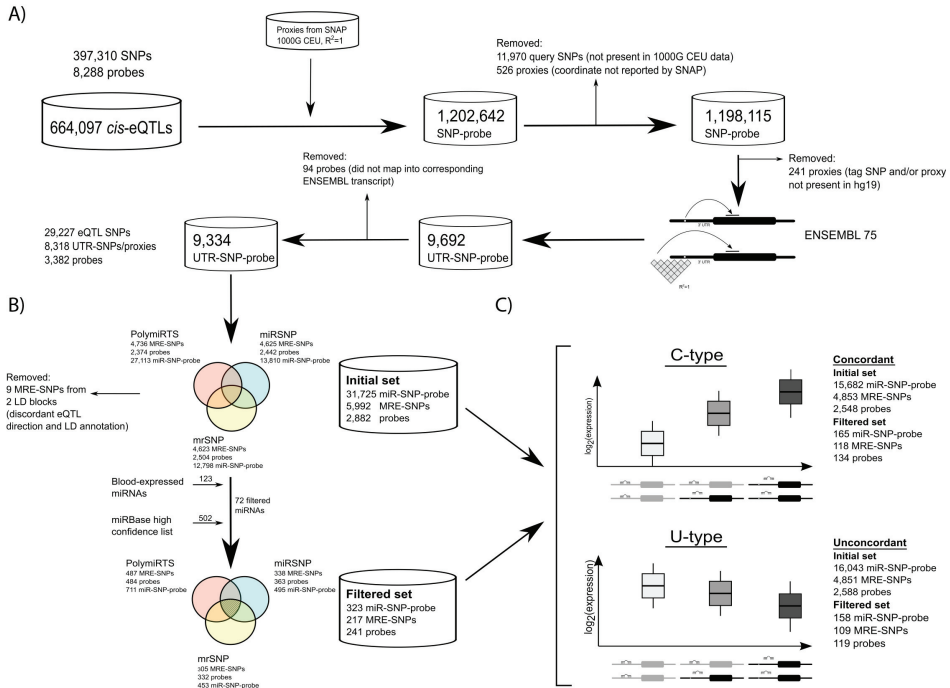 A)
397,310 SNPs
8,288 probes
664,097 cis-eQTLs
Proxies from SNAP
1000G CEU, R²=1
1,202,642
SNP-probe
Removed:
11,970 query SNPs (not present in 1000G CEU data)
526 proxies (coordinate not reported by SNAP)
1,198,115
SNP-probe
Removed:
241 proxies (tag SNP and/or proxy
not present in hg19)
3' UTR
3' UTR
R²=1
ENSEMBL 75
9,692
UTR-SNP-probe
Removed:
94 probes (did not map into corresponding
ENSEMBL transcript)
9,334
UTR-SNP-probe
29,227 eQTL SNPs
8,318 UTR-SNPs/proxies
3,382 probes
B)
PolymiRTS
4,736 MRE-SNPs
2,374 probes
27,113 miR-SNP-probe
miRSNP
4,625 MRE-SNPs
2,442 probes
13,810 miR-SNP-probe
mrSNP
4,623 MRE-SNPs
2,504 probes
12,798 miR-SNP-probe
Removed:
9 MRE-SNPs from
2 LD blocks
(discordant eQTL
direction and LD annotation)
Initial set
31,725 miR-SNP-probe
5,992 MRE-SNPs
2,882 probes
Blood-expressed
miRNAs
123
72 filtered
miRNAs
miRBase high
confidence list
502
PolymiRTS
487 MRE-SNPs
484 probes
711 miR-SNP-probe
miRSNP
338 MRE-SNPs
363 probes
495 miR-SNP-probe
mrSNP
305 MRE-SNPs
332 probes
453 miR-SNP-probe
Filtered set
323 miR-SNP-probe
217 MRE-SNPs
241 probes
C)
C-type
log₂(expression)
Concordant
Initial set
15,682 miR-SNP-probe
4,853 MRE-SNPs
2,548 probes
Filtered set
165 miR-SNP-probe
118 MRE-SNPs
134 probes
U-type
log₂(expression)
Unconcordant
Initial set
16,043 miR-SNP-probe
4,851 MRE-SNPs
2,588 probes
Filtered set
158 miR-SNP-probe
109 MRE-SNPs
119 probes